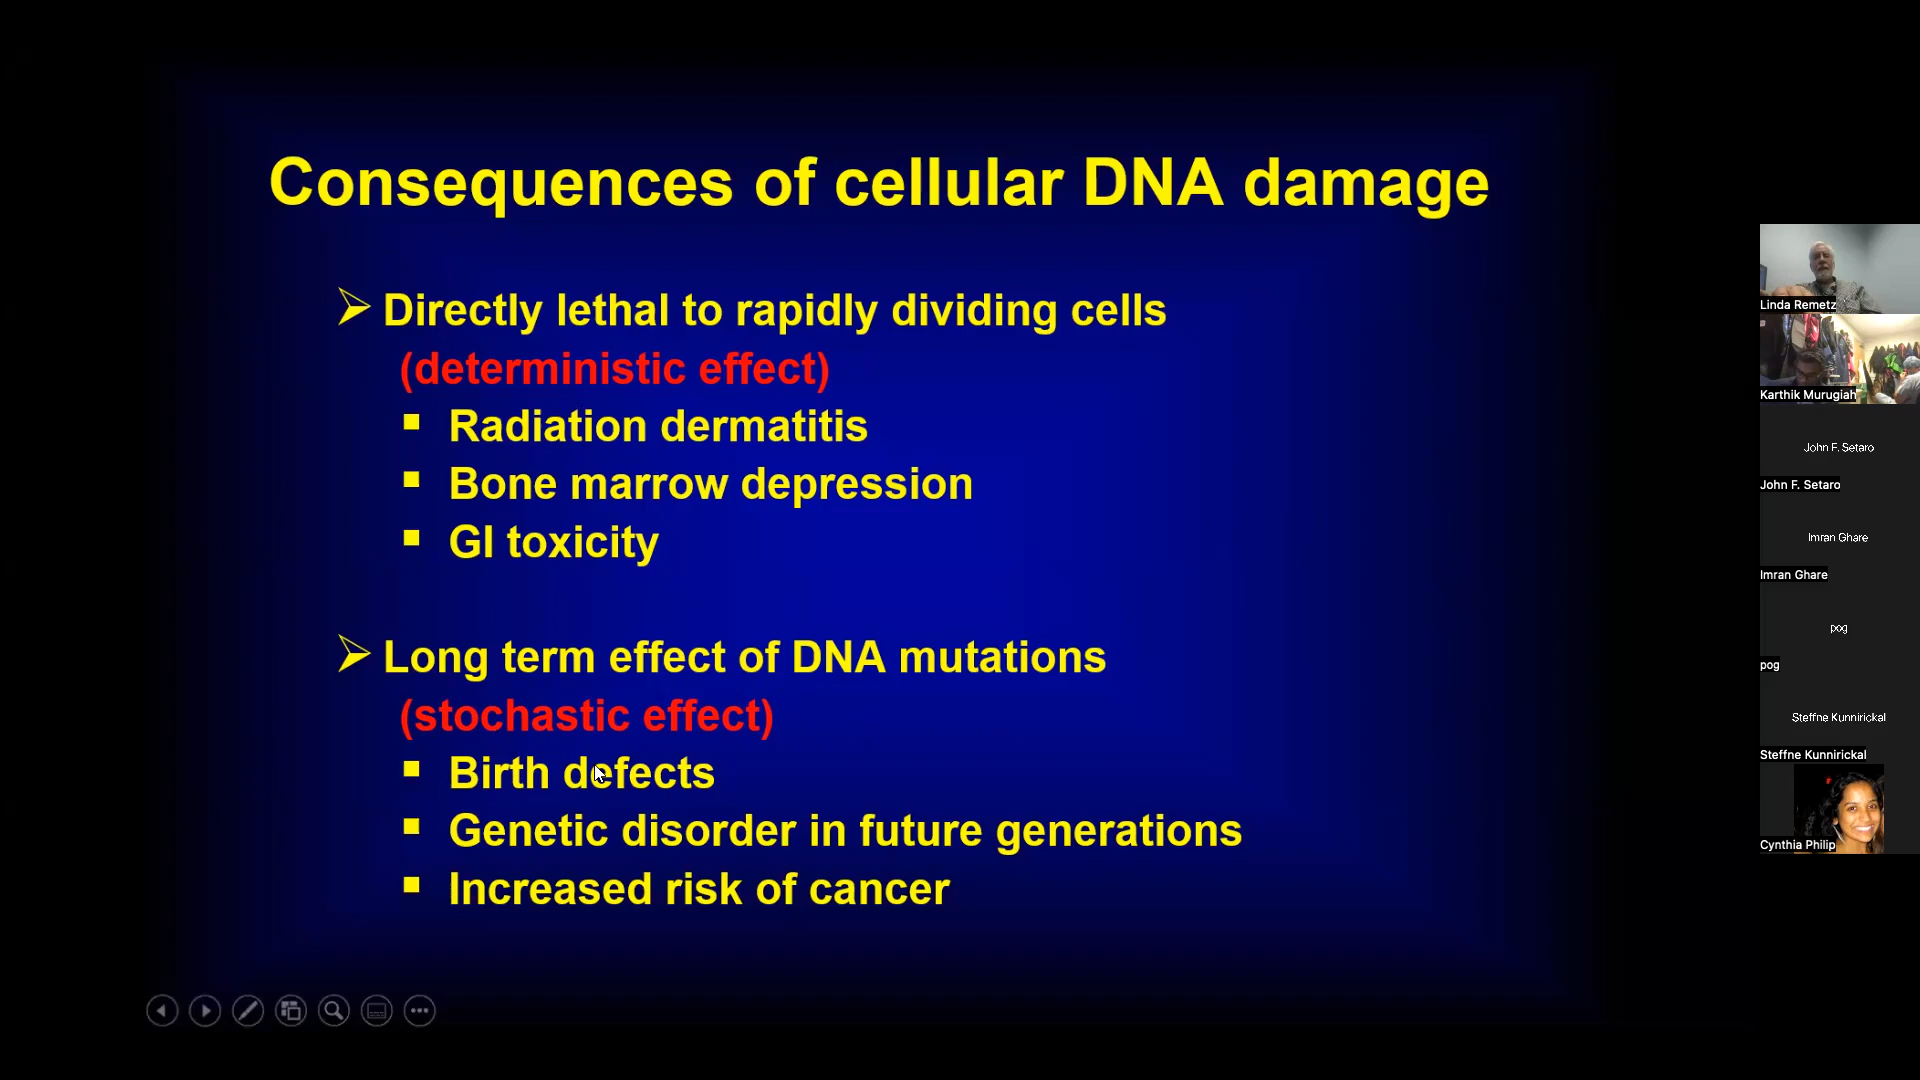 Consequences of cellular DNA damage
Directly lethal to rapidly dividing cells
(deterministic effect)
Radiation dermatitis
Bone marrow depression
GI toxicity
Long term effect of DNA mutations
(stochastic effect)
Birth defects
Genetic disorder in future generations
Increased risk of cancer
Linda Remetz
Karthik Murugiah
John F. Setaro
John F. Setaro
Imran Ghare
Imran Ghare
pog
pog
Steffne Kunnirickal
Steffne Kunnirickal
Cynthia Philip